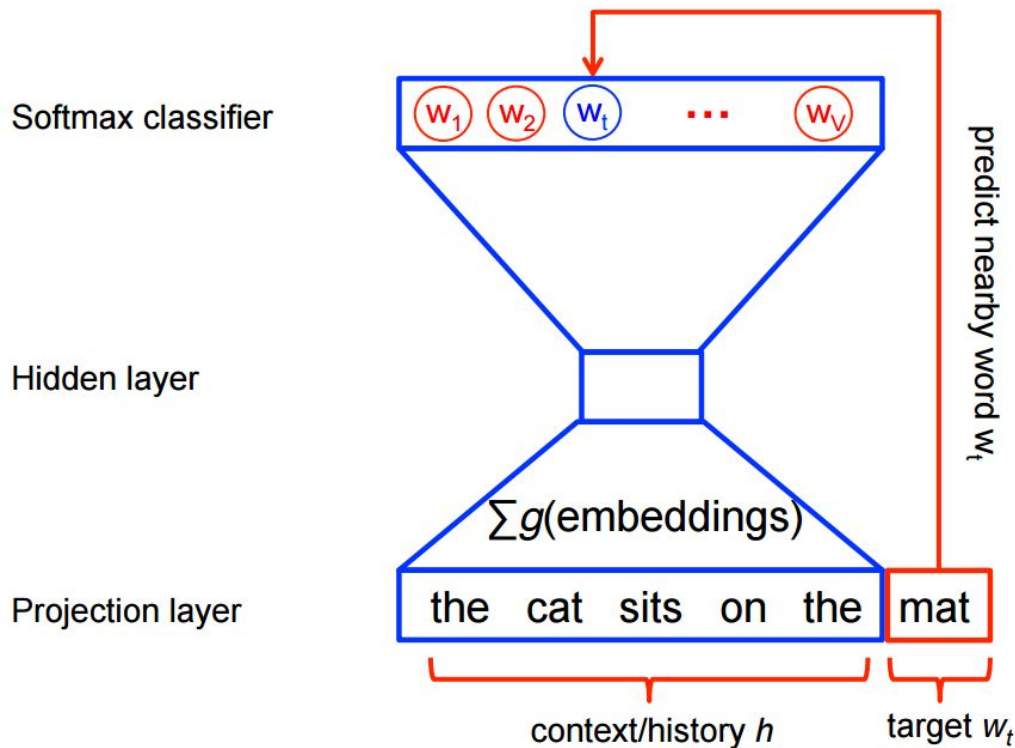 Softmax classifier
w1 w2 wt ... wV
predict nearby word wt
Hidden layer
∑g(embeddings)
Projection layer
the cat sits on the mat
context/history h
target wt